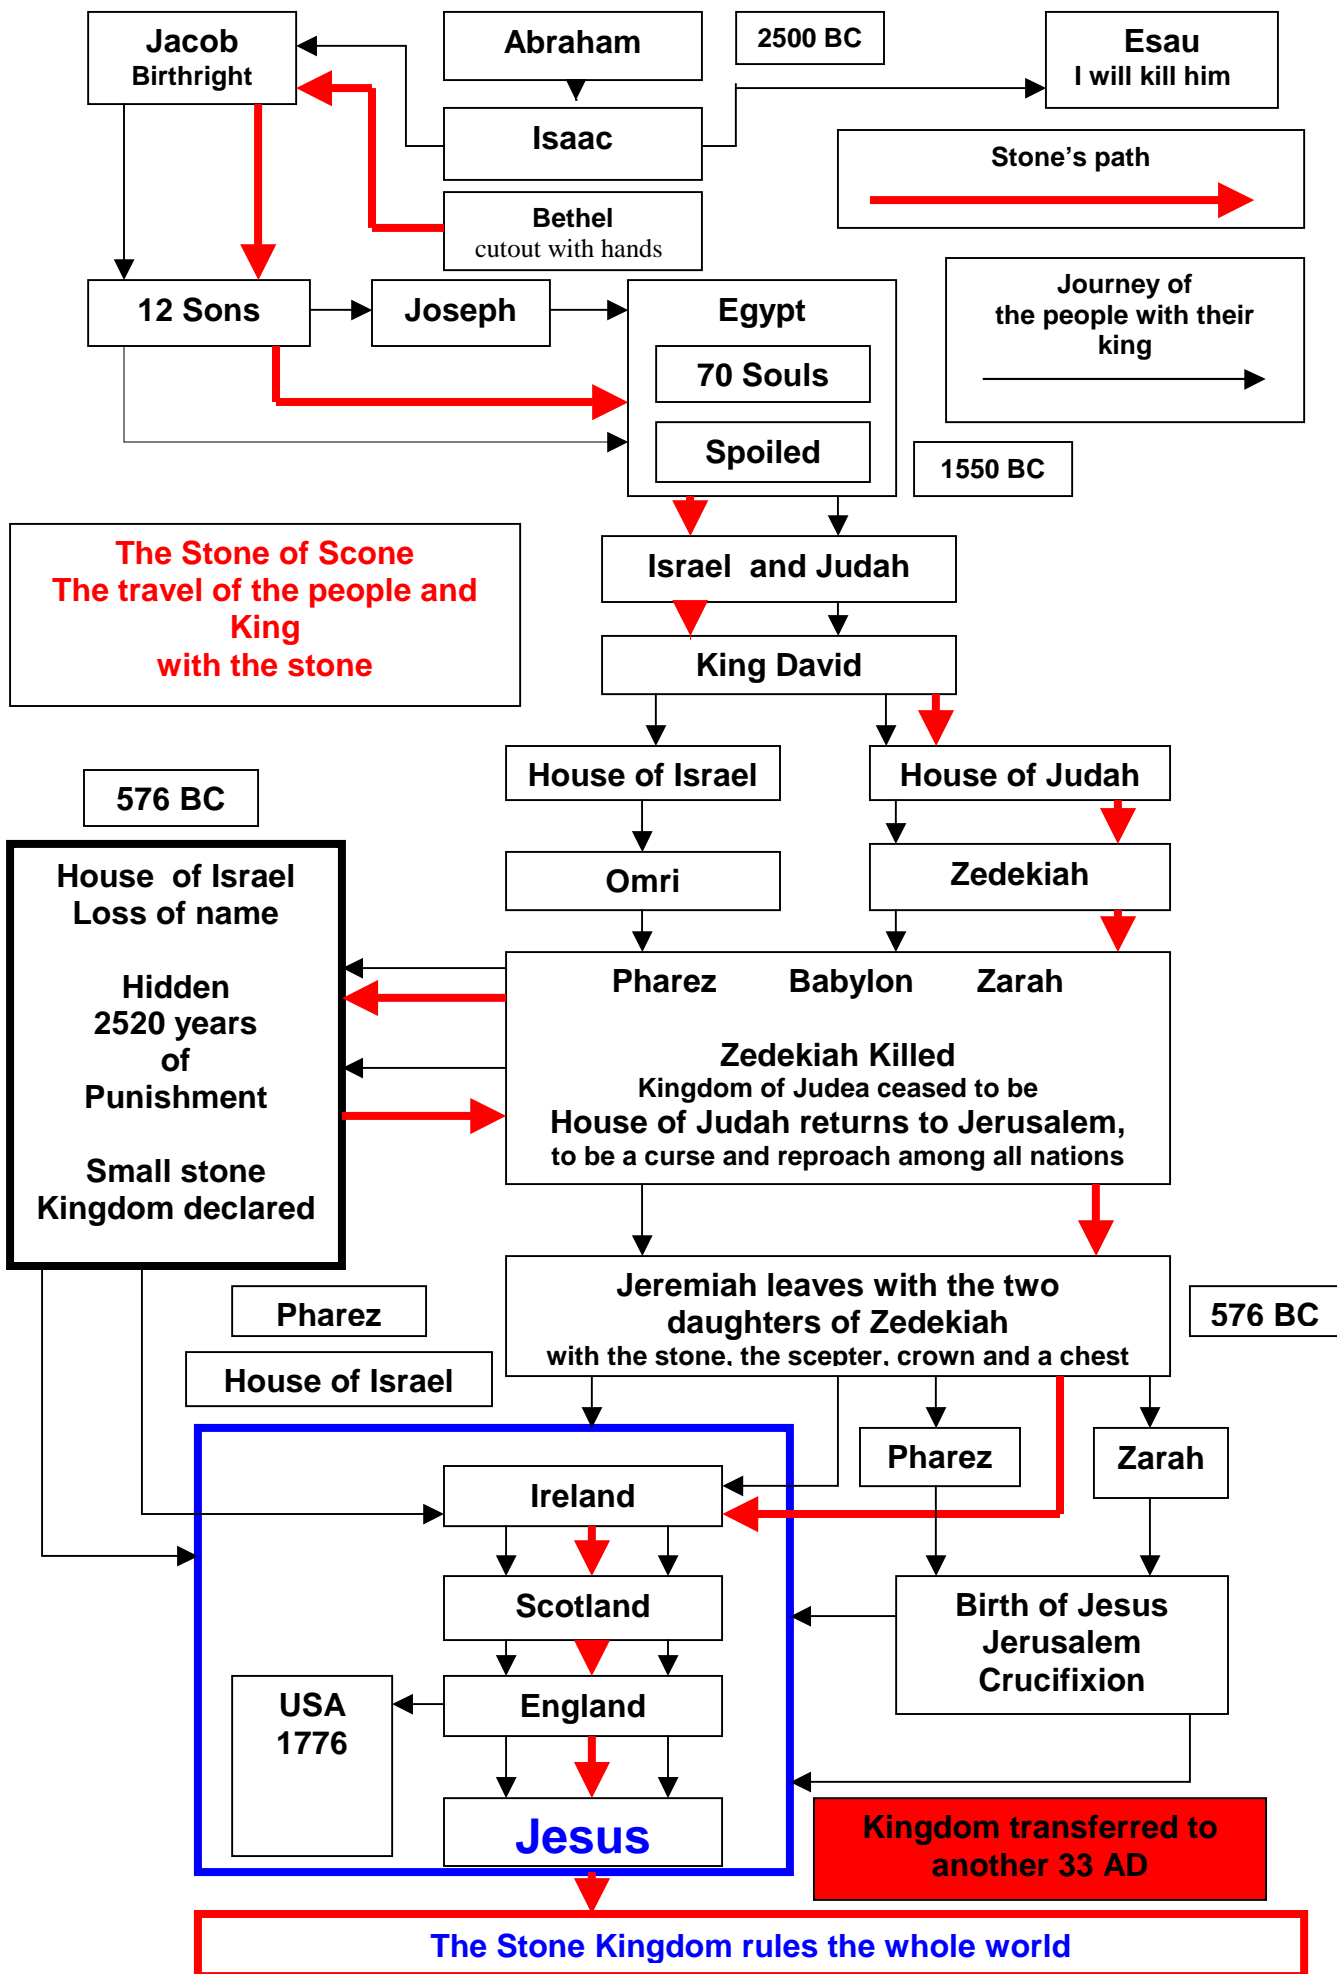 Jacob
Birthright
Abraham
2500 BC
Esau
I will kill him
Isaac
Stone's path
Bethel
cutout with hands
Journey of
the people with their
king
12 Sons
Joseph
Egypt
70 Souls
Spoiled
1550 BC
The Stone of Scone
The travel of the people and
King
with the stone
Israel and Judah
King David
House of Israel
House of Judah
576 BC
Omri
Zedekiah
House of Israel
Loss of name
Hidden
2520 years
of
Punishment
Small stone
Kingdom declared
Pharez Babylon Zarah
Zedekiah Killed
Kingdom of Judea ceased to be
House of Judah returns to Jerusalem,
to be a curse and reproach among all nations
Jeremiah leaves with the two
daughters of Zedekiah
with the stone, the scepter, crown and a chest
576 BC
Pharez
House of Israel
Pharez
Zarah
Ireland
Scotland
England
USA
1776
Birth of Jesus
Jerusalem
Crucifixion
Jesus
Kingdom transferred to
another 33 AD
The Stone Kingdom rules the whole world